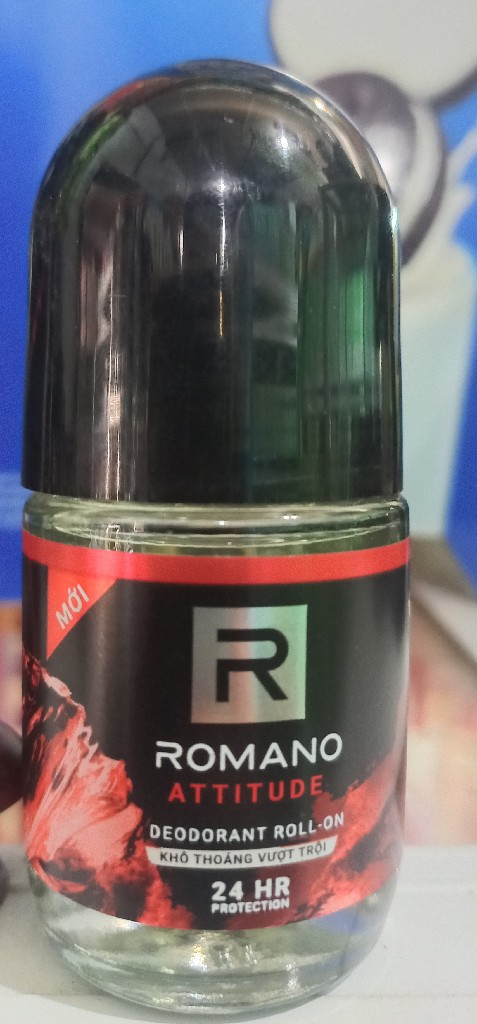 MỚI
R
ROMANO
ATTITUDE
DEODORANT ROLL-ON
KHÔ THOÁNG VƯỢT TRỘI
24 HR
PROTECTION